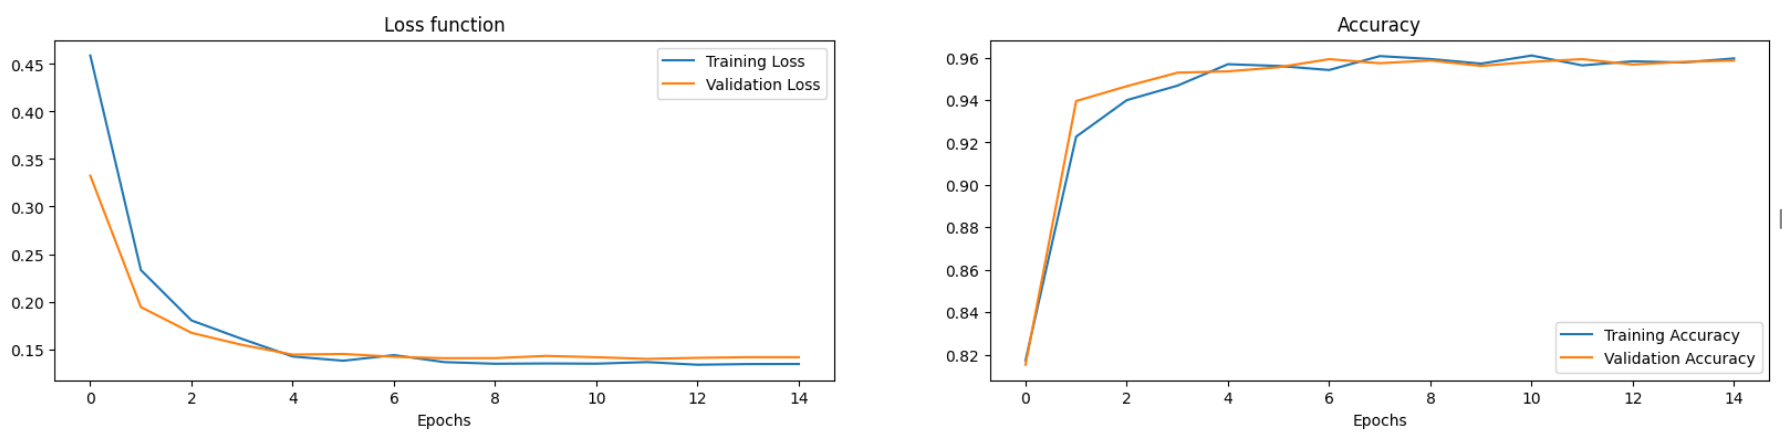 Loss function
0.45
0.40
0.35
0.30
0.25
0.20
0.15
Training Loss
Validation Loss
0 2 4 6 8 10 12 14
Epochs
Accuracy
0.96
0.94
0.92
0.90
0.88
0.86
0.84
0.82
Training Accuracy
Validation Accuracy
0 2 4 6 8 10 12 14
Epochs